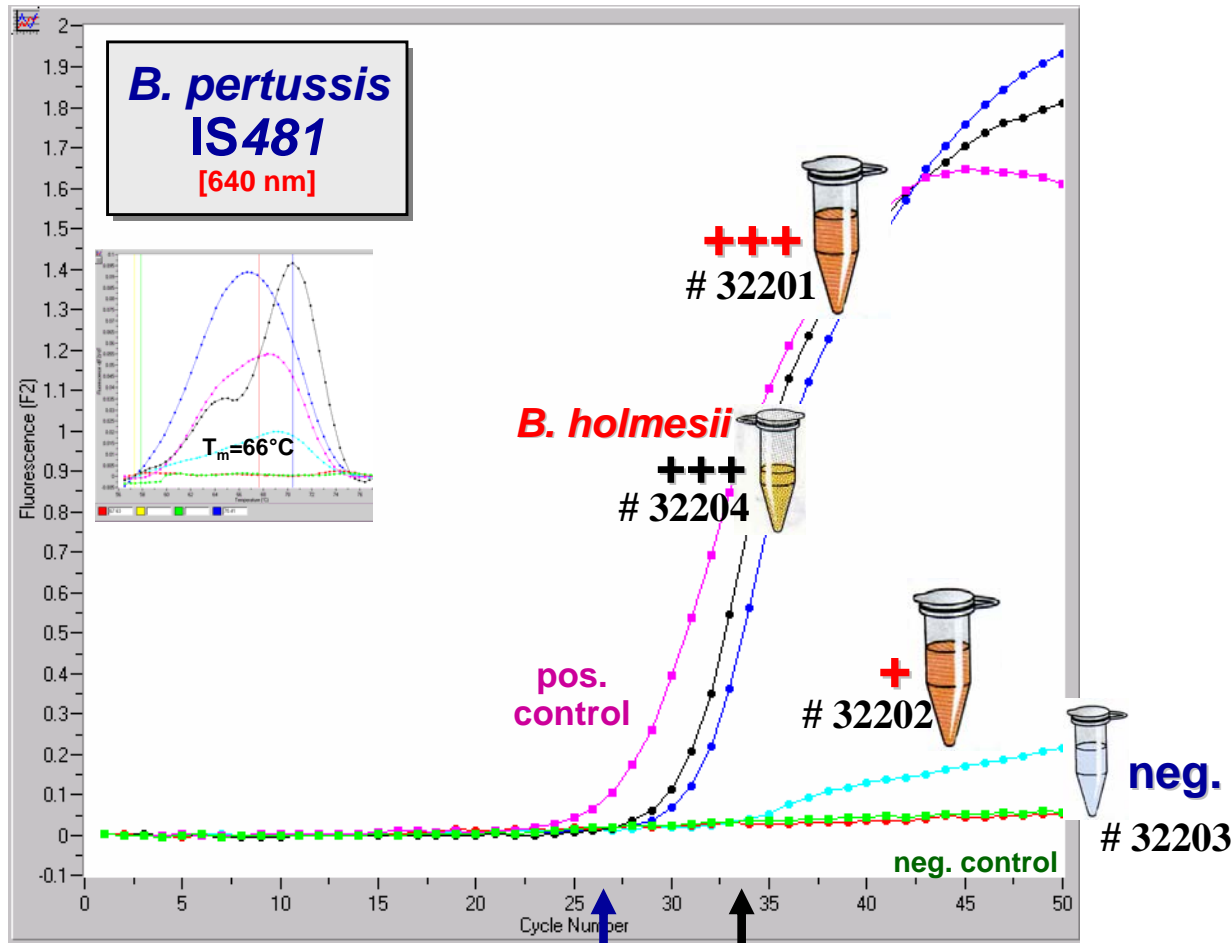 B. pertussis
IS481
[640 nm]
2
1.9
1.8
1.7
1.6
1.5
1.4
1.3
1.2
1.1
1
0.9
0.8
0.7
0.6
0.5
0.4
0.3
0.2
0.1
0
-0.1
Fluorescence (F2)
Tm=66°C
+++
# 32201
B. holmesii
+++
# 32204
pos.
control
+
# 32202
neg.
# 32203
neg. control
0 5 10 15 20 25 30 35 40 45 50
Cycle Number